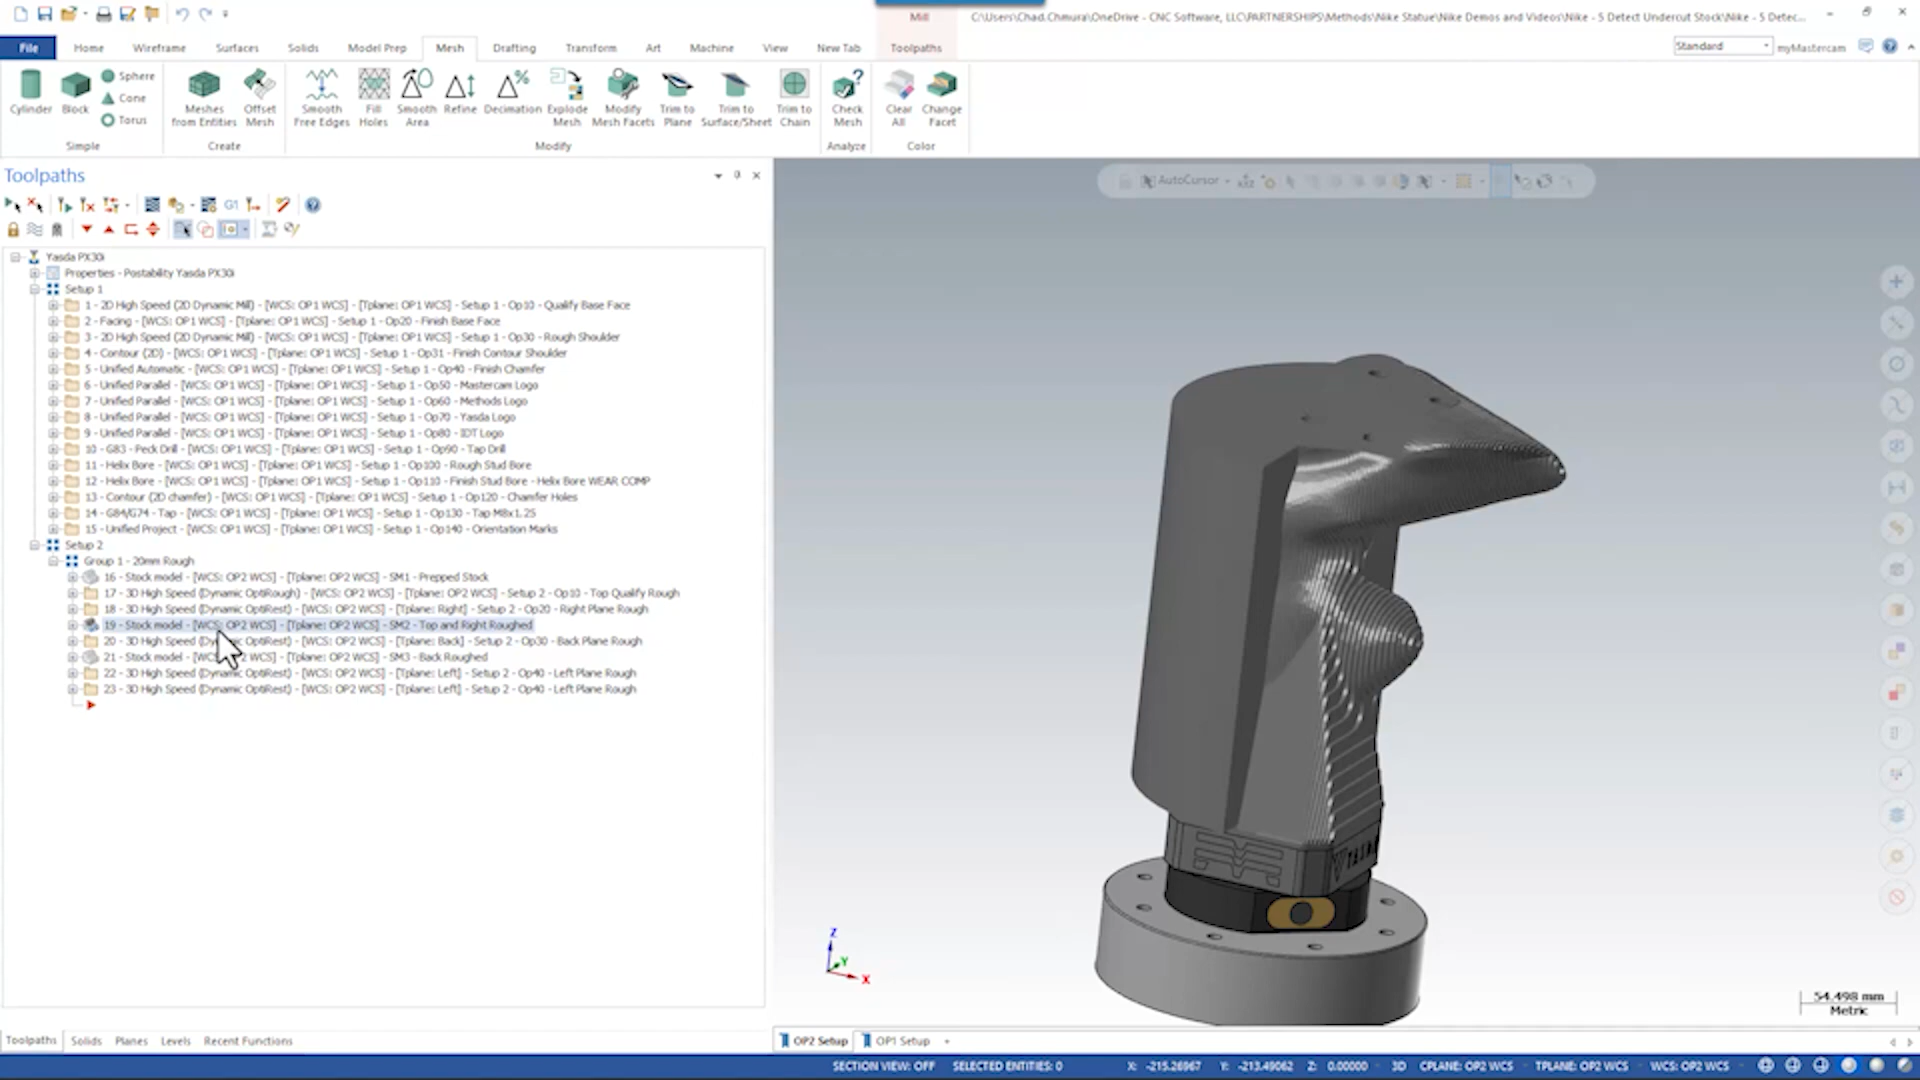 Mill
C:\Users\Chad.Chmura\OneDrive - CNC Software, LLC\PARTNERSHIPS\Methods\Nike Statue\Nike Demos and Videos\Nike - 5 Detect Undercut Stock\Nike - 5 Detec...
File Home Wireframe Surfaces Solids Model Prep Mesh Drafting Transform Art Machine View New Tab Toolpaths
Standard myMastercam
Cylinder Block Sphere Cone Torus
Meshes from Entities Offset Mesh
Smooth Free Edges Fill Holes Smooth Area Refine Decimation Explode Mesh Modify Mesh Facets Trim to Plane Trim to Surface/Sheet Trim to Chain
Check Mesh
Clear All Change Facet
Simple Create Modify Analyze Color
Toolpaths
AutoCursor
G1
Yasda PX30i
Properties - Postability Yasda PX30i
Setup 1
1 - 2D High Speed (2D Dynamic Mill) - [WCS: OP1 WCS] - [Tplane: OP1 WCS] - Setup 1 - Op10 - Qualify Base Face
2 - Facing - [WCS: OP1 WCS] - [Tplane: OP1 WCS] - Setup 1 - Op20 - Finish Base Face
3 - 2D High Speed (2D Dynamic Mill) - [WCS: OP1 WCS] - [Tplane: OP1 WCS] - Setup 1 - Op30 - Rough Shoulder
4 - Contour (2D) - [WCS: OP1 WCS] - [Tplane: OP1 WCS] - Setup 1 - Op31 - Finish Contour Shoulder
5 - Unified Automatic - [WCS: OP1 WCS] - [Tplane: OP1 WCS] - Setup 1 - Op40 - Finish Chamfer
6 - Unified Parallel - [WCS: OP1 WCS] - [Tplane: OP1 WCS] - Setup 1 - Op50 - Mastercam Logo
7 - Unified Parallel - [WCS: OP1 WCS] - [Tplane: OP1 WCS] - Setup 1 - Op60 - Methods Logo
8 - Unified Parallel - [WCS: OP1 WCS] - [Tplane: OP1 WCS] - Setup 1 - Op70 - Yasda Logo
9 - Unified Parallel - [WCS: OP1 WCS] - [Tplane: OP1 WCS] - Setup 1 - Op80 - IDT Logo
10 - G83 - Peck Drill - [WCS: OP1 WCS] - [Tplane: OP1 WCS] - Setup 1 - Op90 - Tap Drill
11 - Helix Bore - [WCS: OP1 WCS] - [Tplane: OP1 WCS] - Setup 1 - Op100 - Rough Stud Bore
12 - Helix Bore - [WCS: OP1 WCS] - [Tplane: OP1 WCS] - Setup 1 - Op110 - Finish Stud Bore - Helix Bore WEAR COMP
13 - Contour (2D chamfer) - [WCS: OP1 WCS] - [Tplane: OP1 WCS] - Setup 1 - Op120 - Chamfer Holes
14 - G84/G74 - Tap - [WCS: OP1 WCS] - [Tplane: OP1 WCS] - Setup 1 - Op130 - Tap M8x1.25
15 - Unified Project - [WCS: OP1 WCS] - [Tplane: OP1 WCS] - Setup 1 - Op140 - Orientation Marks
Setup 2
Group 1 - 20mm Rough
16 - Stock model - [WCS: OP2 WCS] - [Tplane: OP2 WCS] - SM1 - Prepped Stock
17 - 3D High Speed (Dynamic OptiRough) - [WCS: OP2 WCS] - [Tplane: OP2 WCS] - Setup 2 - Op10 - Top Qualify Rough
18 - 3D High Speed (Dynamic OptiRest) - [WCS: OP2 WCS] - [Tplane: Right] - Setup 2 - Op20 - Right Plane Rough
19 - Stock model - [WCS: OP2 WCS] - [Tplane: OP2 WCS] - SM2 - Top and Right Roughed
20 - 3D High Speed (Dynamic OptiRest) - [WCS: OP2 WCS] - [Tplane: Back] - Setup 2 - Op30 - Back Plane Rough
21 - Stock model - [WCS: OP2 WCS] - [Tplane: OP2 WCS] - SM3 - Back Roughed
22 - 3D High Speed (Dynamic OptiRest) - [WCS: OP2 WCS] - [Tplane: Left] - Setup 2 - Op40 - Left Plane Rough
23 - 3D High Speed (Dynamic OptiRest) - [WCS: OP2 WCS] - [Tplane: Left] - Setup 2 - Op40 - Left Plane Rough
Z
Y
X
54.498 mm
Metric
Toolpaths Solids Planes Levels Recent Functions
OP2 Setup OP1 Setup +
SECTION VIEW: OFF SELECTED ENTITIES: 0 X: -215.26967 Y: -213.49062 Z: 0.00000 3D CPLANE: OP2 WCS TPLANE: OP2 WCS WCS: OP2 WCS